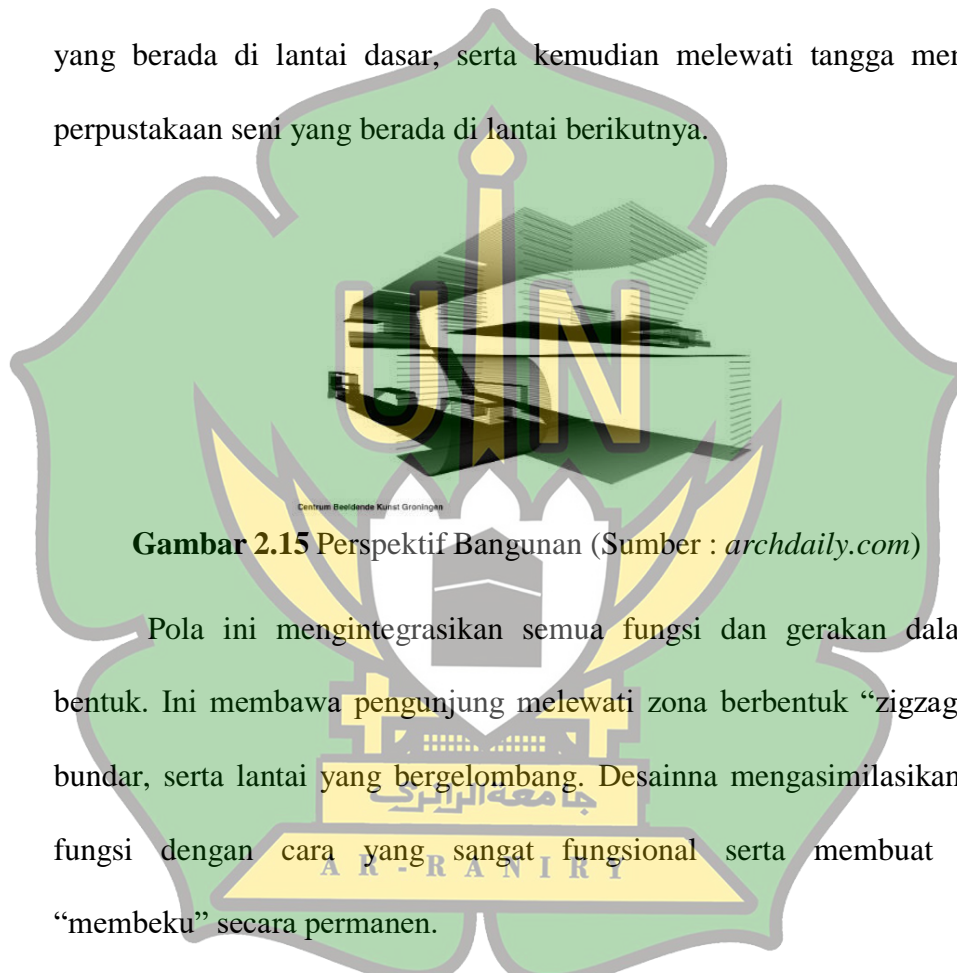 yang berada di lantai dasar, serta kemudian melewati tangga
perpustakaan seni yang berada di lantai berikutnya.
UIN
Centrum Beeldende Kunst Groningen
Gambar 2.15 Perspektif Bangunan (Sumber : archdaily.com)
Pola ini mengintegrasikan semua fungsi dan gerakan
bentuk. Ini membawa pengunjung melewati zona berbentuk “zigzag
bundar, serta lantai yang bergelombang. Desainna mengasimilasikan
جامعة الرانري
fungsi dengan cara yang sangat fungsional serta membuat
AR-RANIRY
“membeku” secara permanen.